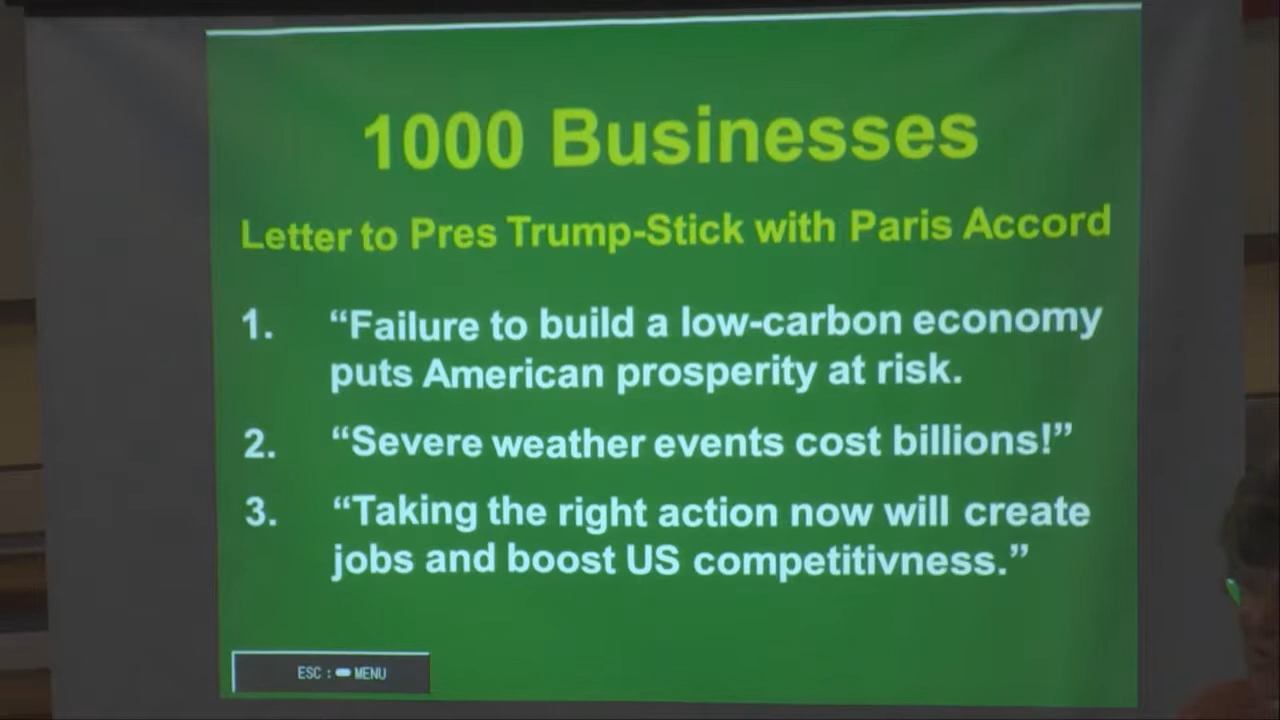 1000 Businesses
Letter to Pres Trump-Stick with Paris Accord
1. “Failure to build a low-carbon economy
puts American prosperity at risk.
2. “Severe weather events cost billions!”
3. “Taking the right action now will create
jobs and boost US competitivness.”
ESC : MENU